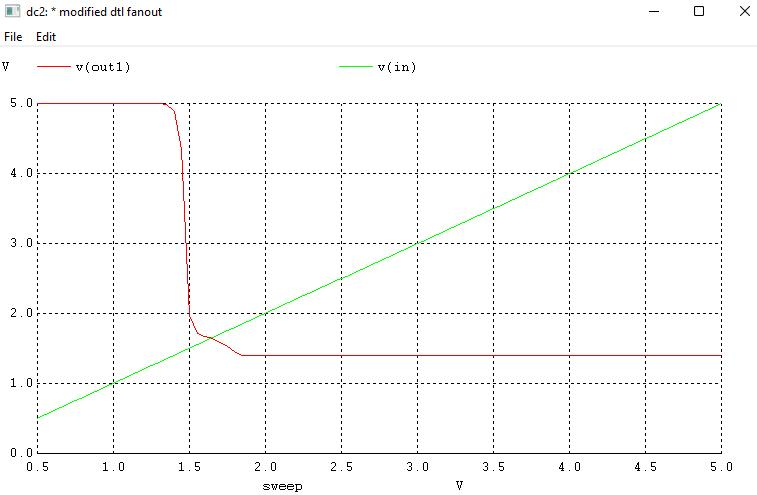 dc2: * modified dtl fanout
File Edit
V v(out1) v(in)
5.0
4.0
3.0
2.0
1.0
0.0
0.5 1.0 1.5 2.0 2.5 3.0 3.5 4.0 4.5 5.0
sweep V